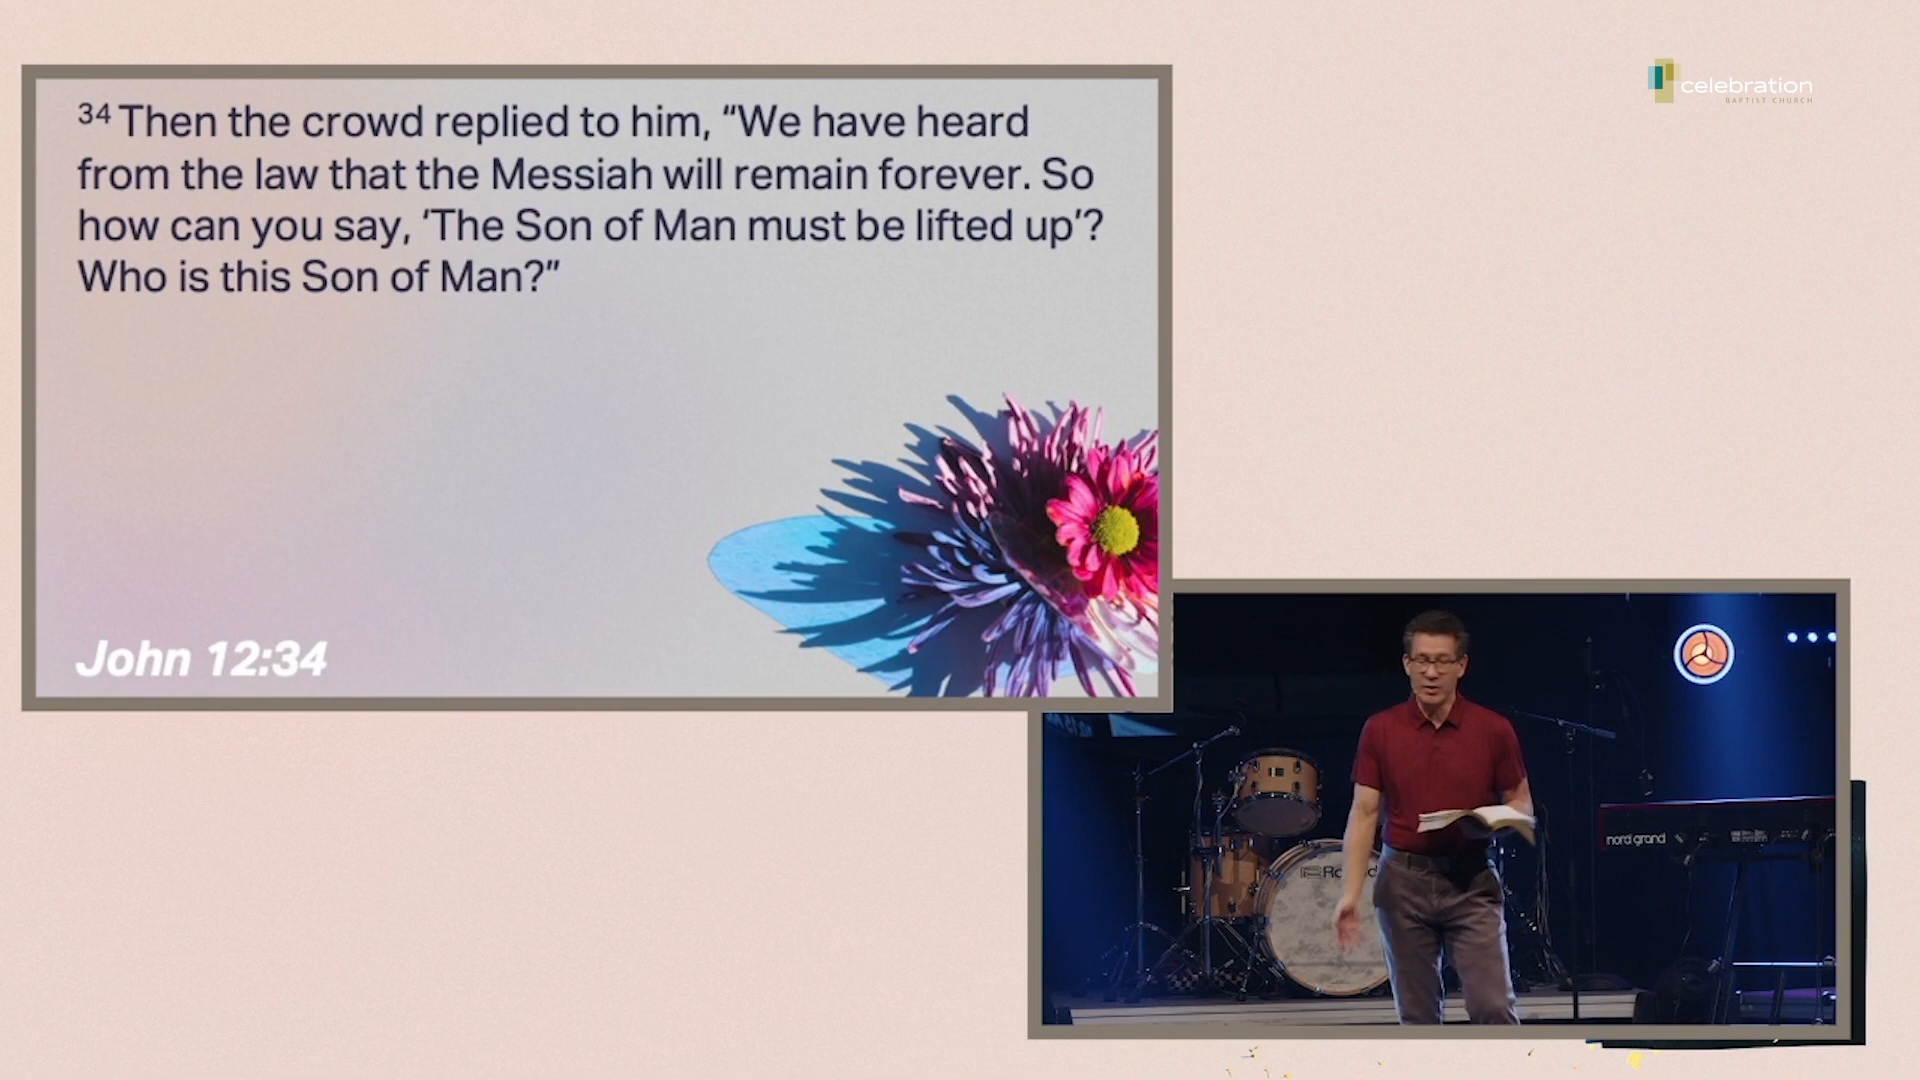 34 Then the crowd replied to him, “We have heard
from the law that the Messiah will remain forever. So
how can you say, ‘The Son of Man must be lifted up’?
Who is this Son of Man?”
John 12:34
celebration
BAPTIST CHURCH
nord grand